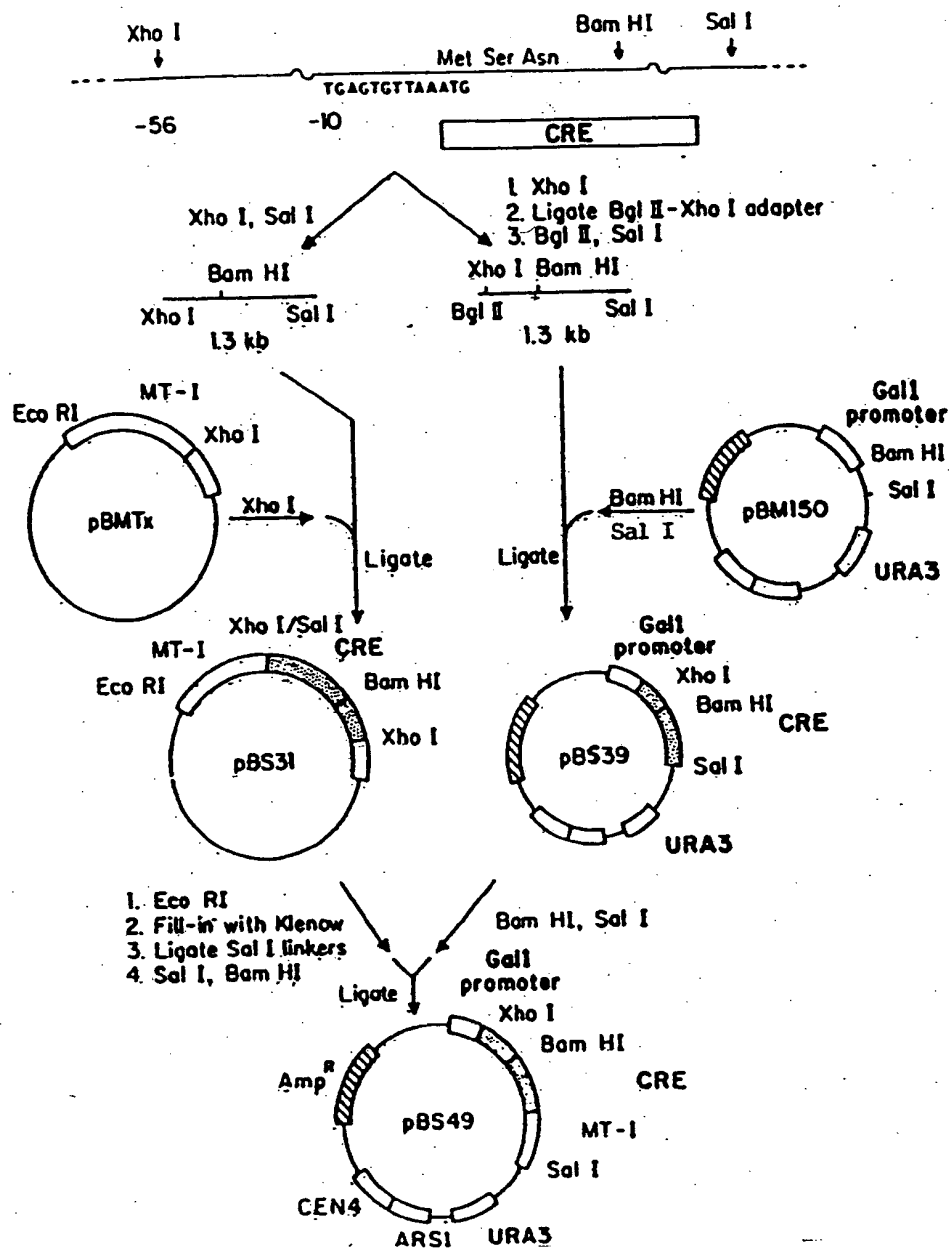 Xho I
Bam HI
Sal I
Met Ser Asn
TGAGTGTTAAATG
-56
-10
CRE
Xho I, Sal I
1. Xho I
2. Ligate Bgl II-Xho I adapter
3. Bgl II, Sal I
Bam HI
Xho I
Sal I
1.3 kb
Xho I Bam HI
Bgl II
Sal I
1.3 kb
MT-I
Eco RI
Xho I
pBMTx
Xho I
Ligate
Gal1
promoter
Bam HI
Sal I
pBM150
URA3
Bam HI
Sal I
Ligate
Xho I/Sal I
MT-I
CRE
Eco RI
Bam HI
Xho I
pBS31
Gal1
promoter
Xho I
Bam HI
CRE
Sal I
pBS39
URA3
1. Eco RI
2. Fill-in with Klenow
3. Ligate Sal I linkers
4. Sal I, Bam HI
Bam HI, Sal I
Ligate
Gal1
promoter
Xho I
Bam HI
CRE
Amp R
pBS49
MT-I
Sal I
CEN4
ARS1
URA3